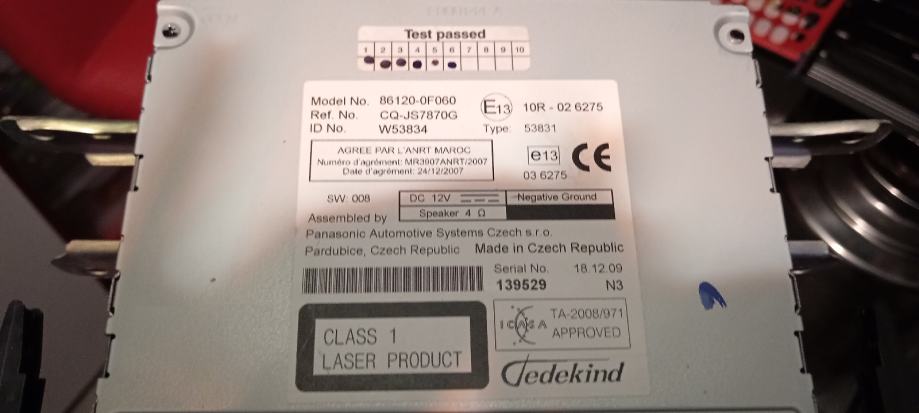 Test passed
1 2 3 4 5 6 7 8 9 10
Model No. 86120-0F060
Ref. No. CQ-JS7870G
ID No. W53834
E13 10R - 02 6275
Type: 53831
AGREE PAR L'ANRT MAROC
Numéro d'agrément: MR3907ANRT/2007
Date d'agrément: 24/12/2007
e13 CE
03 6275
SW: 008
DC 12V
Negative Ground
Speaker 4 Ω
Assembled by
Panasonic Automotive Systems Czech s.r.o.
Pardubice, Czech Republic Made in Czech Republic
Serial No. 18.12.09
139529 N3
CLASS 1
LASER PRODUCT
ICASA
TA-2008/971
APPROVED
Jedekind